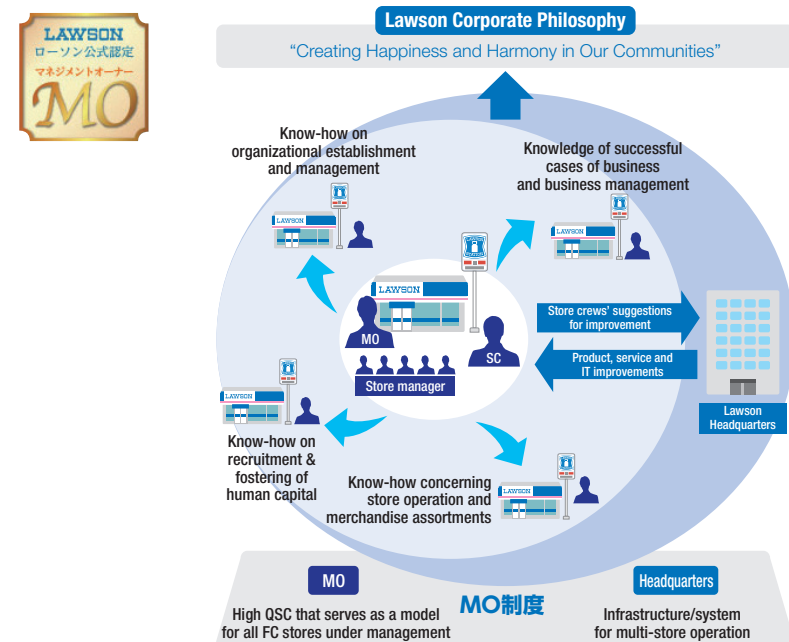 LAWSON
ローソン公式認定
マネジメントオーナー
MO
Lawson Corporate Philosophy
“Creating Happiness and Harmony in Our Communities”
Know-how on
organizational establishment
and management
Knowledge of successful
cases of business
and business management
LAWSON
LAWSON
LAWSON
MO
SC
Store manager
Store crews’ suggestions
for improvement
Product, service and
IT improvements
Lawson
Headquarters
LAWSON
Know-how on
recruitment &
fostering of
human capital
Know-how concerning
store operation and
merchandise assortments
LAWSON
MO
High QSC that serves as a model
for all FC stores under management
MO制度
Headquarters
Infrastructure/system
for multi-store operation